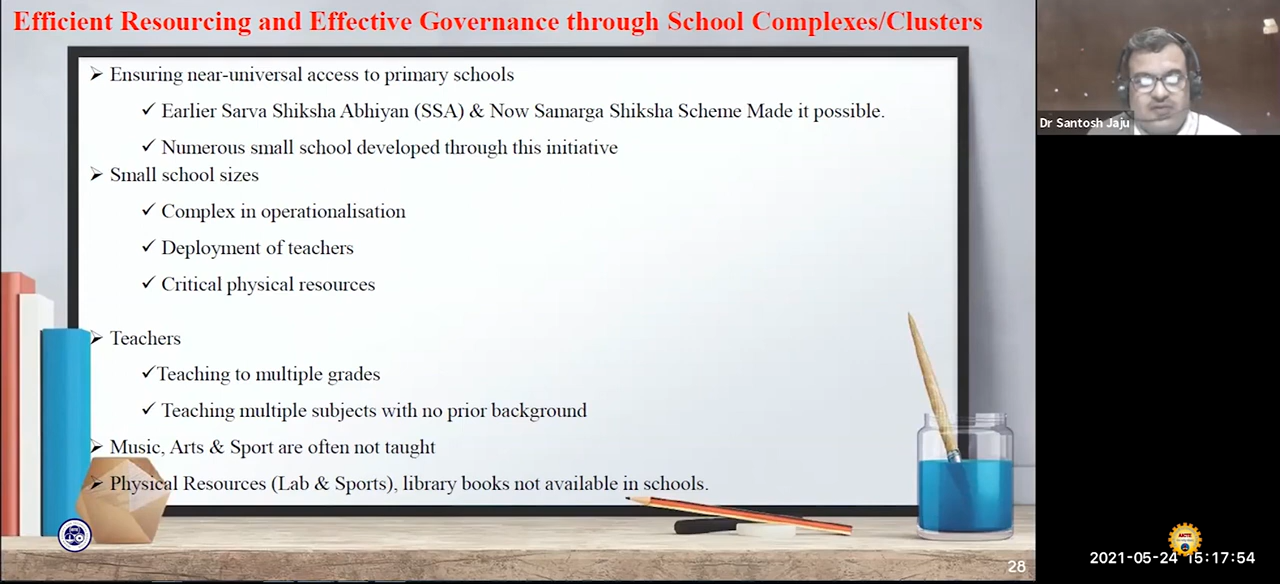 Efficient Resourcing and Effective Governance through School Complexes/Clusters
➤ Ensuring near-universal access to primary schools
✓ Earlier Sarva Shiksha Abhiyan (SSA) & Now Samarga Shiksha Scheme Made it possible.
✓ Numerous small school developed through this initiative
➤ Small school sizes
✓ Complex in operationalisation
✓ Deployment of teachers
✓ Critical physical resources
➤ Teachers
✓Teaching to multiple grades
✓ Teaching multiple subjects with no prior background
➤ Music, Arts & Sport are often not taught
➤ Physical Resources (Lab & Sports), library books not available in schools.
28
Dr Santosh Jaju
AICTE
2021-05-24 15:17:54